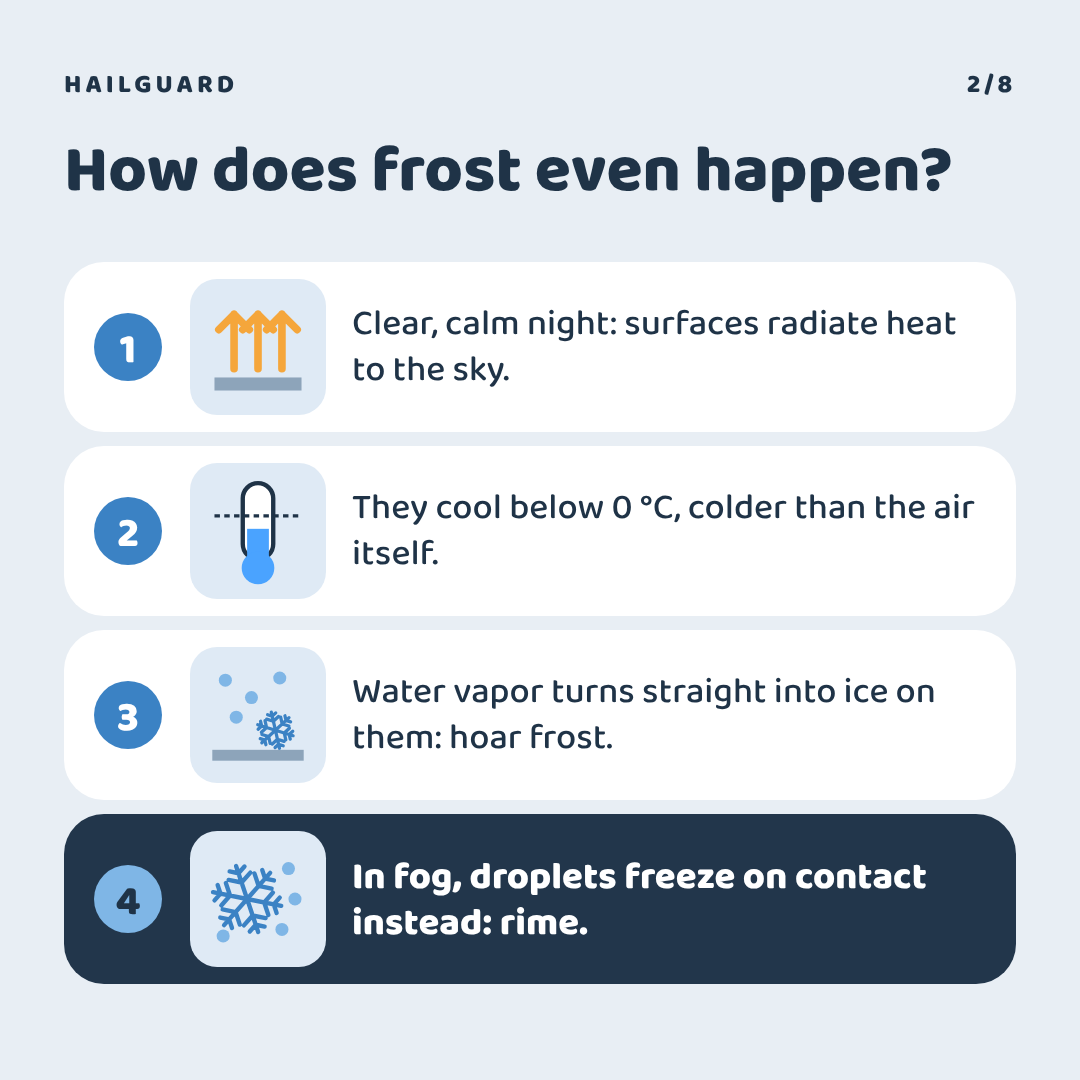 HAILGUARD
2/8
How does frost even happen?
1
Clear, calm night: surfaces radiate heat
to the sky.
2
They cool below 0 °C, colder than the air
itself.
3
Water vapor turns straight into ice on
them: hoar frost.
4
In fog, droplets freeze on contact
instead: rime.